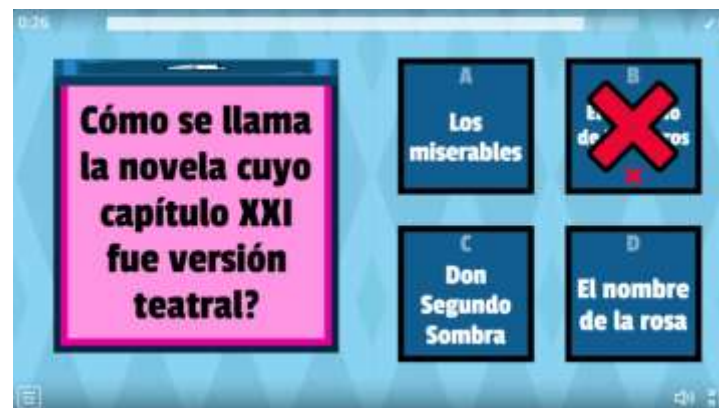 0:26
Cómo se llama
la novela cuyo
capítulo XXI
fue versión
teatral?
A
Los
miserables
B
de
C
Don
Segundo
Sombra
D
El nombre
de la rosa